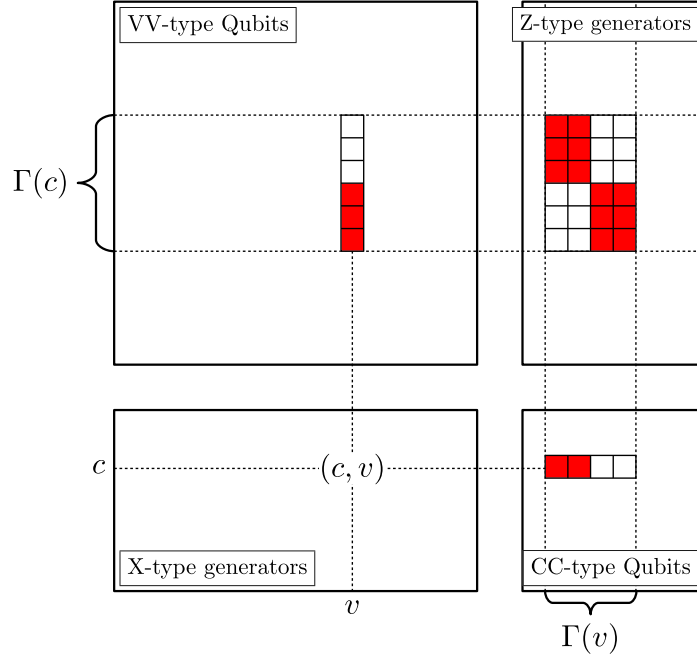 VV-type Qubits
Z-type generators
Γ(c)
c
(c, v)
X-type generators
CC-type Qubits
v
Γ(v)